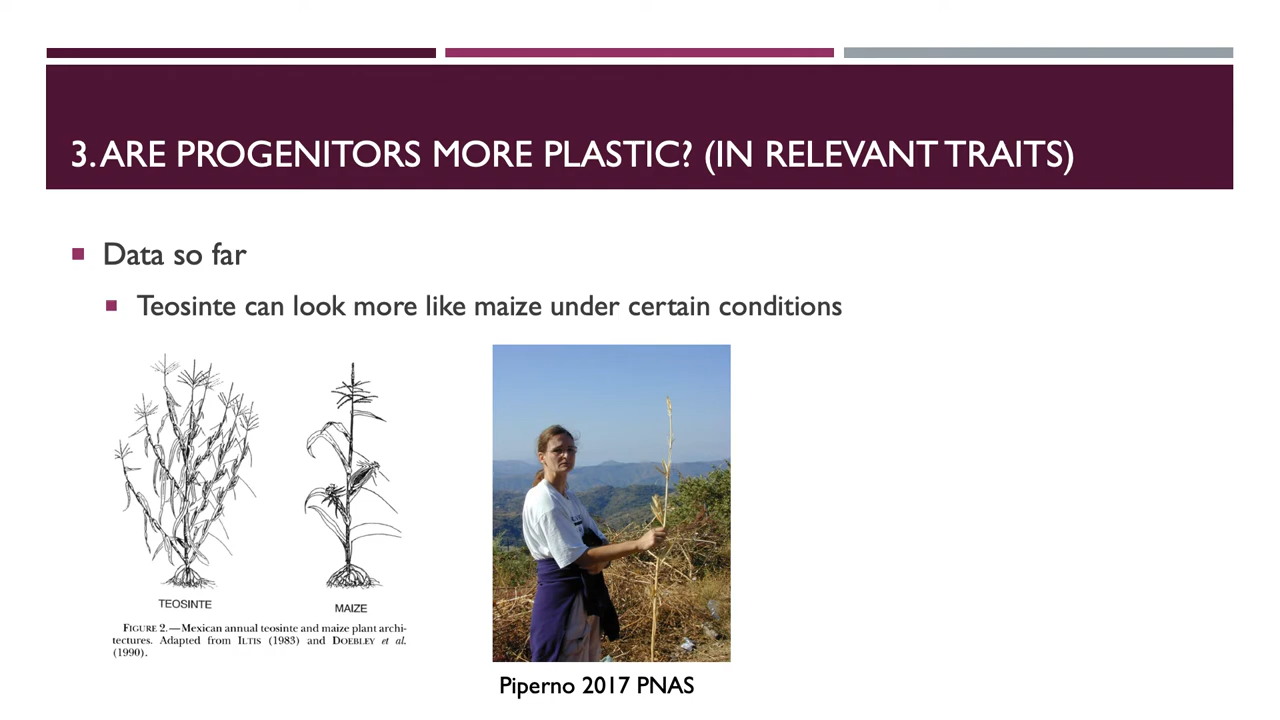 3. ARE PROGENITORS MORE PLASTIC? (IN RELEVANT TRAITS)
Data so far
Teosinte can look more like maize under certain conditions
TEOSINTE
MAIZE
FIGURE 2.—Mexican annual teosinte and maize plant archi-
tectures. Adapted from ILTIS (1983) and DOEBLEY et al.
(1990).
Piperno 2017 PNAS